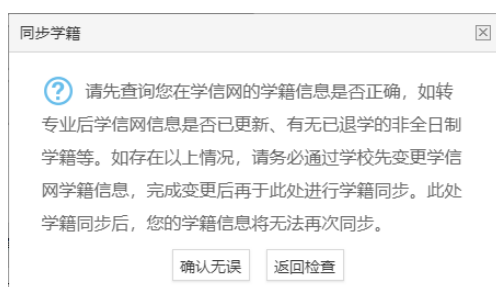 同步学籍
请先查询您在学信网的学籍信息是否正确，如转
专业后学信网信息是否已更新、有无已退学的非全日制
学籍等。如存在以上情况，请务必通过学校先变更学信
网学籍信息，完成变更后再于此处进行学籍同步。此处
学籍同步后，您的学籍信息将无法再次同步。
确认无误 返回检查